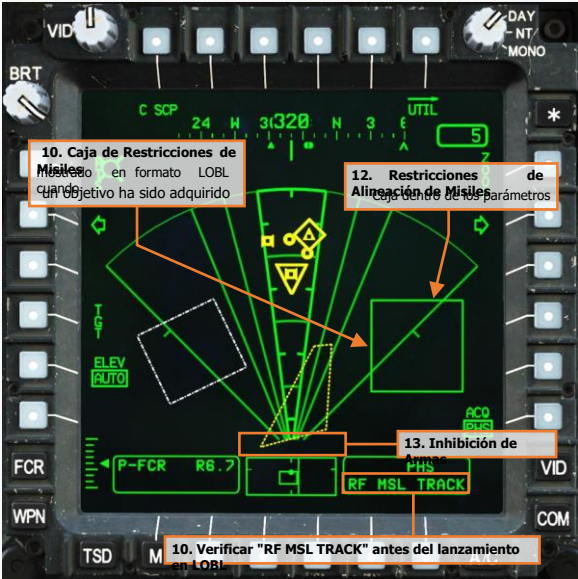 VID
DAY
NT
MONO
BRT
C SCP
UTIL
24 W 3(320 N 3 E
5
*
10. Caja de Restricciones de
Misiles
mostrado en formato LOBL
cuando
un objetivo ha sido adquirido
12. Restricciones de
Alineación de Misiles
Caja dentro de los parámetros
Z
TGT
ELEV
AUTO
ACQ
PHS
13. Inhibición de
Armas
FCR
P-FCR R6.7
PHS
RF MSL TRACK
VID
WPN
COM
TSD
M
10. Verificar "RF MSL TRACK" antes del lanzamiento
en LOBL